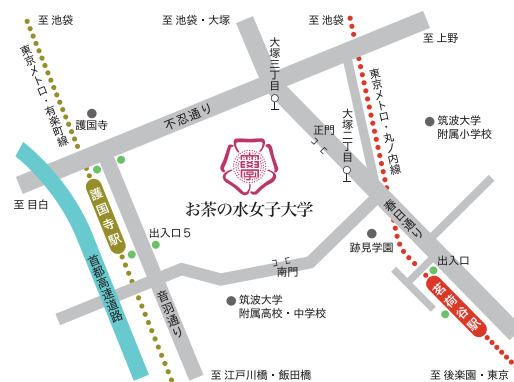 至 池袋
至 池袋・大塚
至 池袋
至 上野
東京メトロ・有楽町線
大塚三丁目
東京メトロ・丸ノ内線
護国寺
不忍通り
正門
大塚二丁目
筑波大学
附属小学校
お茶の水女子大学
至 目白
護国寺駅
出入口5
春日通り
跡見学園
出入口
南門
首都高速道路
音羽通り
筑波大学
附属高校・中学校
茗荷谷駅
至 江戸川橋・飯田橋
至 後楽園・東京